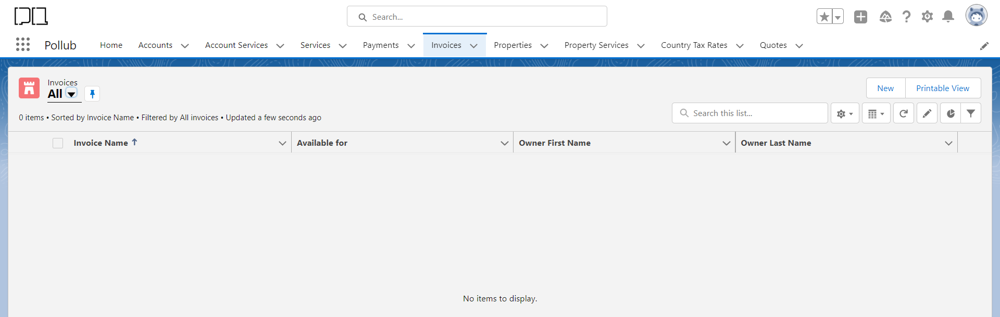 Search...
Pollub
Home
Accounts
Account Services
Services
Payments
Invoices
Properties
Property Services
Country Tax Rates
Quotes
Invoices
All
New
Printable View
0 items • Sorted by Invoice Name • Filtered by All invoices • Updated a few seconds ago
Search this list...
Invoice Name
Available for
Owner First Name
Owner Last Name
No items to display.